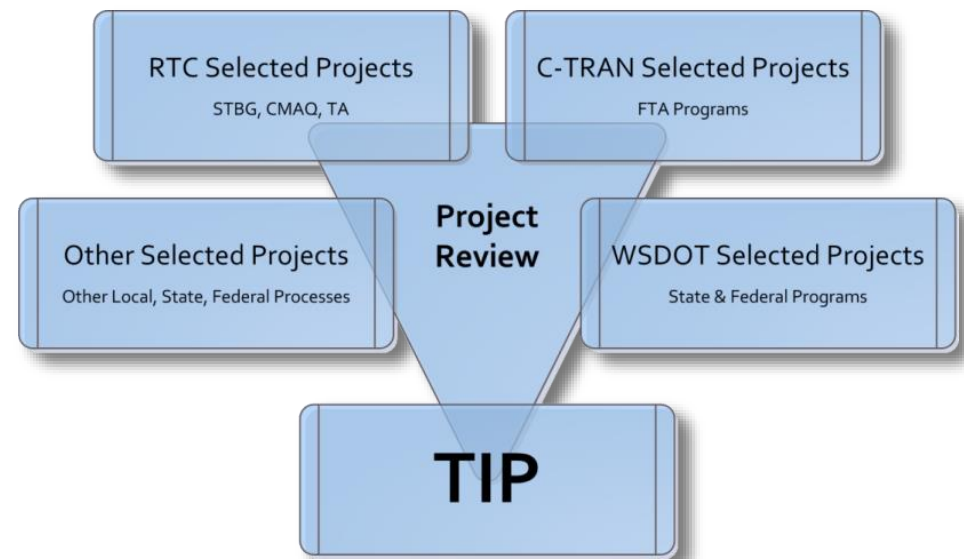 RTC Selected Projects
STBG, CMAQ, TA
C-TRAN Selected Projects
FTA Programs
Project
Review
Other Selected Projects
Other Local, State, Federal Processes
WSDOT Selected Projects
State & Federal Programs
TIP